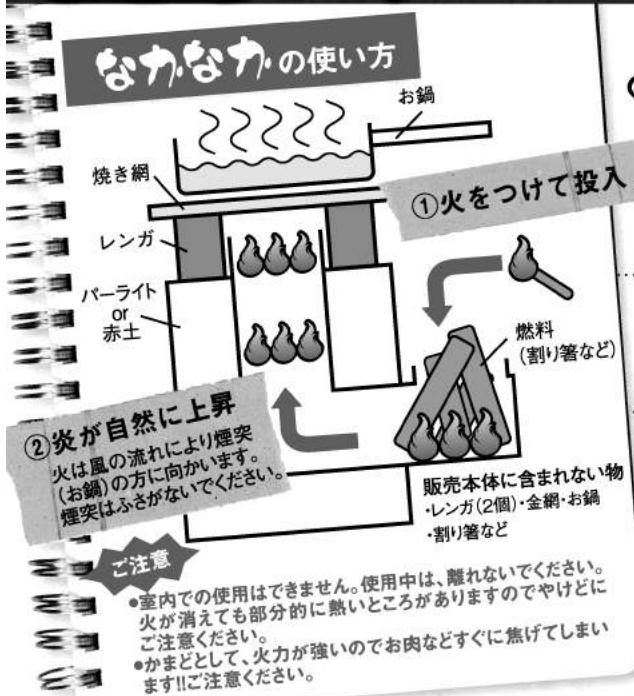 なかなかの使い方
お鍋
焼き網
①火をつけて投入
レンガ
パーライト
or
赤土
燃料
(割り箸など)
②炎が自然に上昇
火は風の流れにより煙突
(お鍋)の方に向かいます。
煙突はふさがないでください。
販売本体に含まれない物
・レンガ(2個)・金網・お鍋
・割り箸など
ご注意
●室内での使用はできません。使用中は、離れないでください。
火が消えても部分的に熱いところがありますのでやけどに
ご注意ください。
●かまどとして、火力が強いのでお肉などすぐに焦げてしまい
ます!!ご注意ください。